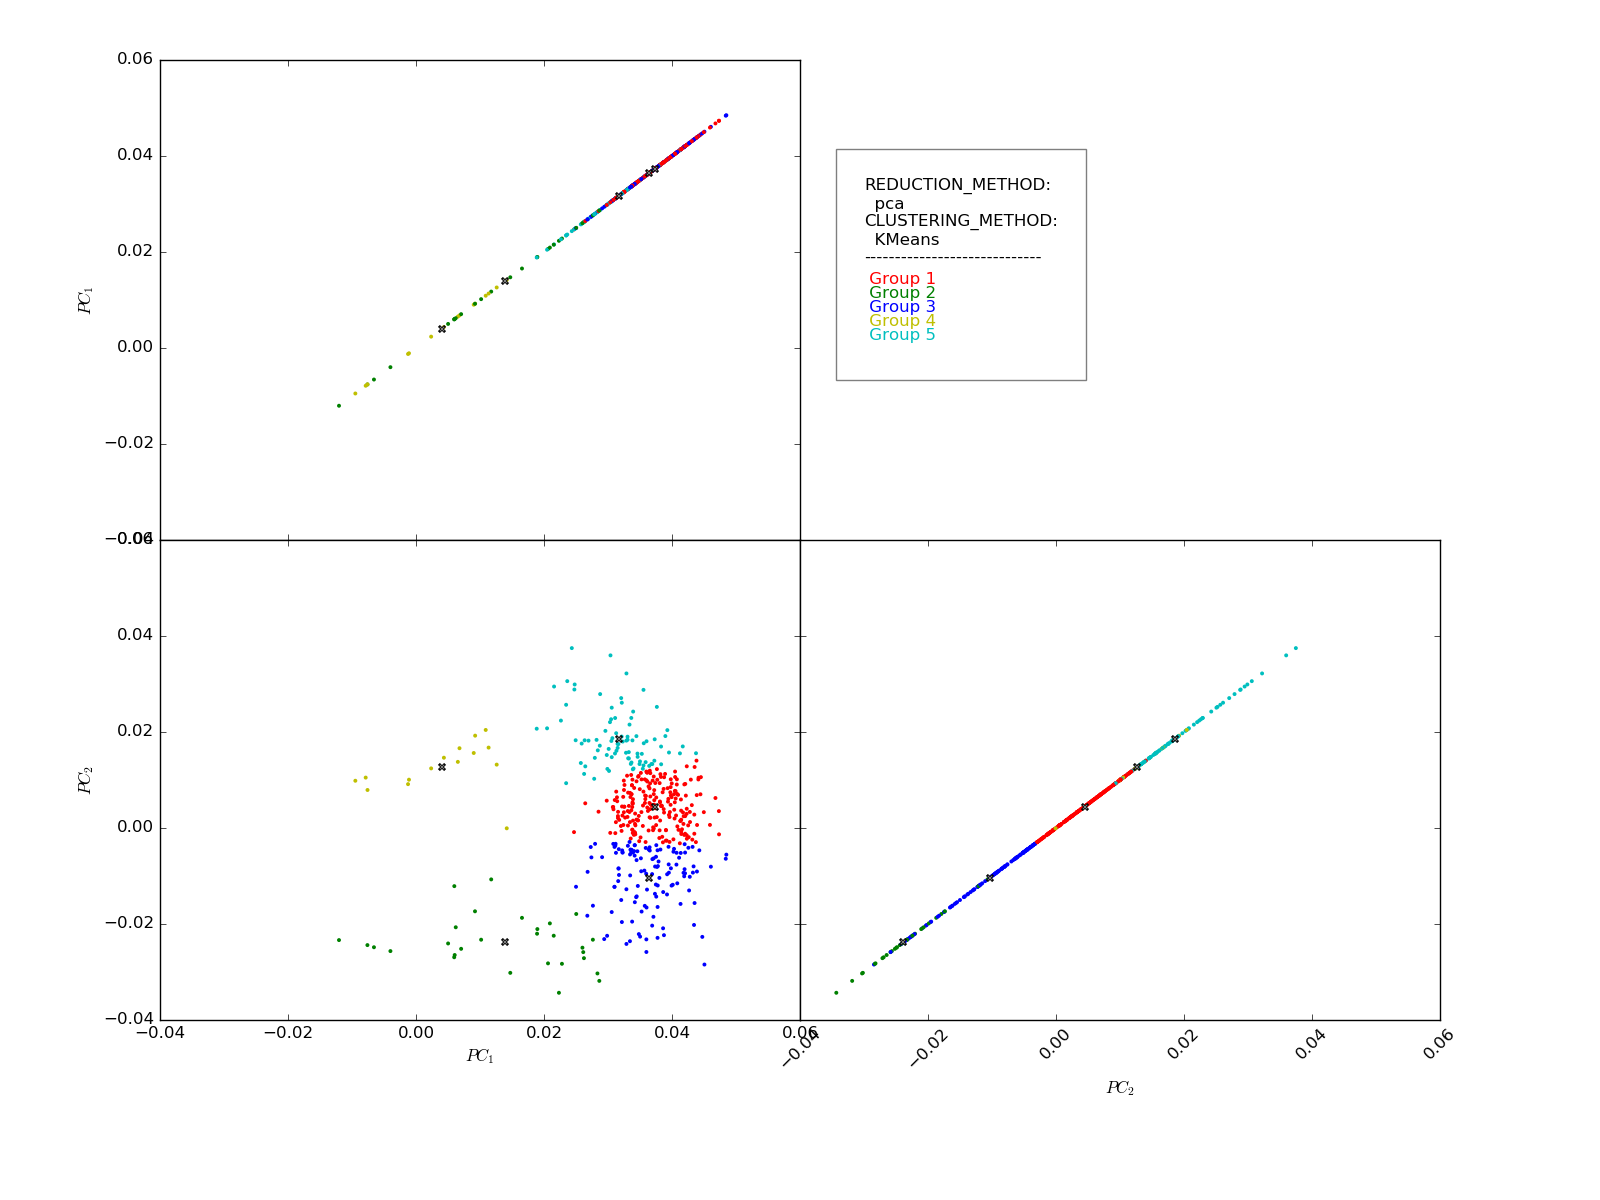 0.06
0.04
0.02
0.00
−0.02
PC1
REDUCTION_METHOD:
pca
CLUSTERING_METHOD:
KMeans
-----------------------------
Group 1
Group 2
Group 3
Group 4
Group 5
0.04
0.02
0.00
−0.02
−0.04
PC2
−0.04 −0.02 0.00 0.02 0.04 0.06
PC1
−0.04 −0.02 0.00 0.02 0.04 0.06
PC2